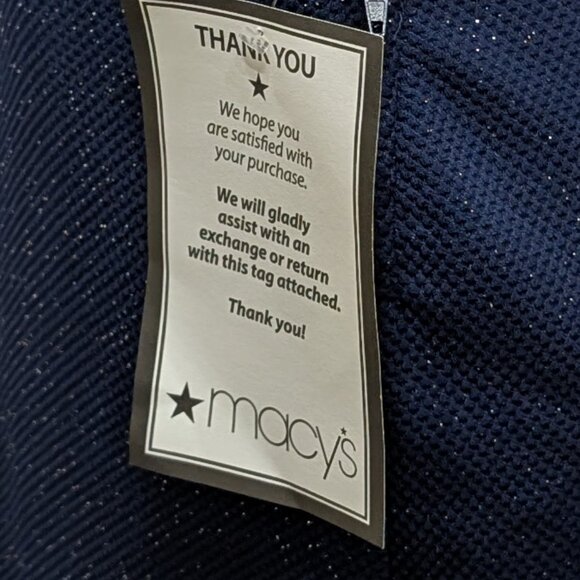 THANK YOU
We hope you
are satisfied with
your purchase.
We will gladly
assist with an
exchange or return
with this tag attached.
Thank you!
macy's